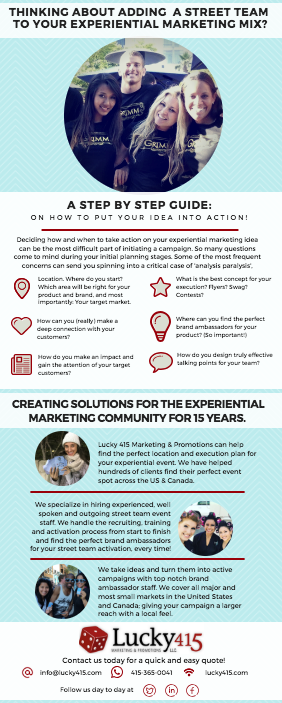 THINKING ABOUT ADDING A STREET TEAM
TO YOUR EXPERIENTIAL MARKETING MIX?
GRIMM
GRIMM
A STEP BY STEP GUIDE:
ON HOW TO PUT YOUR IDEA INTO ACTION!
Deciding how and when to take action on your experiential marketing idea
can be the most difficult part of initiating a campaign. So many questions
come to mind during your initial planning stages. Some of the most frequent
concerns can send you spinning into a critical case of 'analysis paralysis'.
Location. Where do you start?
Which area will be right for your
product and brand, and most
importantly: Your target market.
What is the best concept for your
execution? Flyers? Swag?
Contests?
How can you (really) make a
deep connection with your
customers?
Where can you find the perfect
brand ambassadors for your
product? (So important!)
How do you make an impact and
gain the attention of your target
customers?
How do you design truly effective
talking points for your team?
CREATING SOLUTIONS FOR THE EXPERIENTIAL
MARKETING COMMUNITY FOR 15 YEARS.
Lucky 415 Marketing & Promotions can help
find the perfect location and execution plan for
your experiential event. We have helped
hundreds of clients find their perfect event
spot across the US & Canada.
We specialize in hiring experienced, well
spoken and outgoing street team event
staff. We handle the recruiting, training
and activation process from start to finish
and find the perfect brand ambassadors
for your street team activation, every time!
We take ideas and turn them into active
campaigns with top notch brand
ambassador staff. We cover all major and
most small markets in the United States
and Canada; giving your campaign a larger
reach with a local feel.
Lucky415
MARKETING & PROMOTIONS LLC
Contact us today for a quick and easy quote!
info@lucky415.com 415-365-0041 lucky415.com
Follow us day to day at